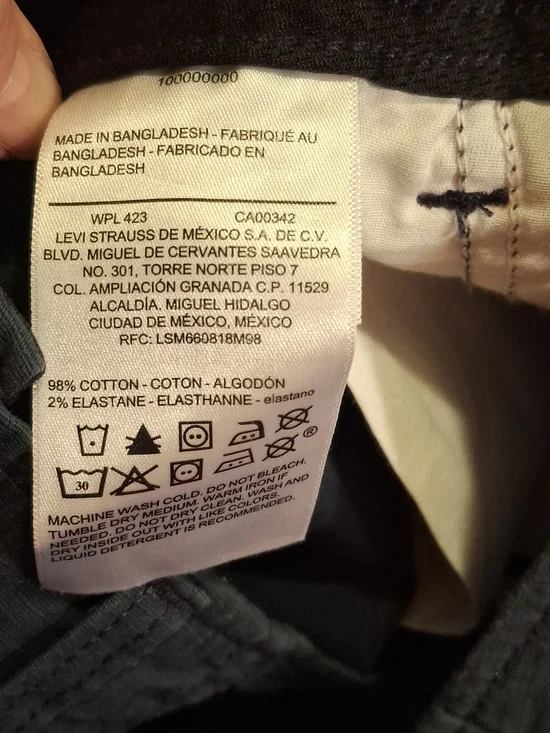 100000000
MADE IN BANGLADESH - FABRIQUÉ AU
BANGLADESH - FABRICADO EN
BANGLADESH
WPL 423 CA00342
LEVI STRAUSS DE MÉXICO S.A. DE C.V.
BLVD. MIGUEL DE CERVANTES SAAVEDRA
NO. 301, TORRE NORTE PISO 7
COL. AMPLIACIÓN GRANADA C.P. 11529
ALCALDÍA. MIGUEL HIDALGO
CIUDAD DE MÉXICO, MÉXICO
RFC: LSM660818M98
98% COTTON - COTON - ALGODÓN
2% ELASTANE - ELASTHANNE - elastano
®
30
MACHINE WASH COLD. DO NOT BLEACH.
TUMBLE DRY MEDIUM. WARM IRON IF
NEEDED. DO NOT DRY CLEAN. WASH AND
DRY INSIDE OUT WITH LIKE COLORS.
LIQUID DETERGENT IS RECOMMENDED.